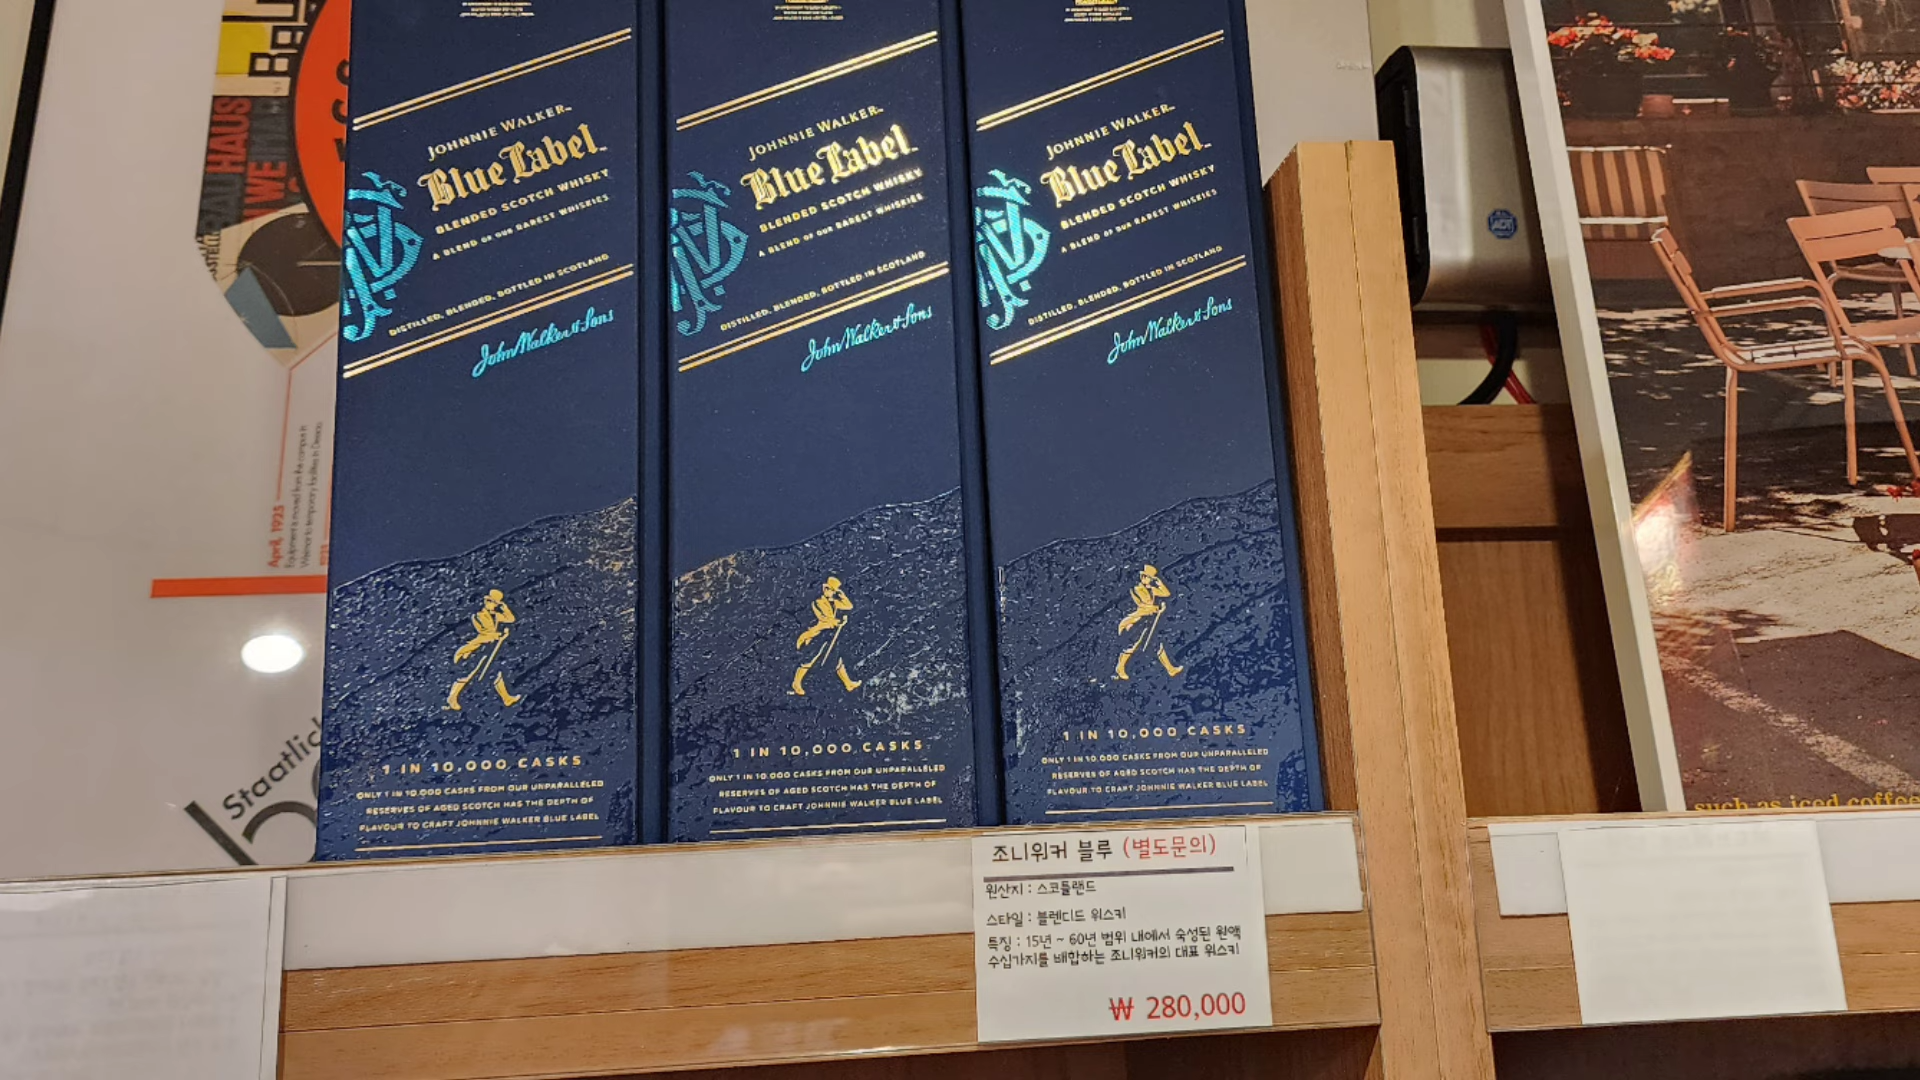 JOHNNIE WALKER
Blue Label
BLENDED SCOTCH WHISKY
A BLEND OF OUR RAREST WHISKIES
DISTILLED, BLENDED, BOTTLED IN SCOTLAND
John Walker & Sons
1 IN 10,000 CASKS
ONLY 1 IN 10,000 CASKS FROM OUR UNPARALLELED
RESERVES OF AGED SCOTCH HAS THE DEPTH OF
FLAVOUR TO CRAFT JOHNNIE WALKER BLUE LABEL
JOHNNIE WALKER
Blue Label
BLENDED SCOTCH WHISKY
A BLEND OF OUR RAREST WHISKIES
DISTILLED, BLENDED, BOTTLED IN SCOTLAND
John Walker & Sons
1 IN 10,000 CASKS
ONLY 1 IN 10,000 CASKS FROM OUR UNPARALLELED
RESERVES OF AGED SCOTCH HAS THE DEPTH OF
FLAVOUR TO CRAFT JOHNNIE WALKER BLUE LABEL
JOHNNIE WALKER
Blue Label
BLENDED SCOTCH WHISKY
A BLEND OF OUR RAREST WHISKIES
DISTILLED, BLENDED, BOTTLED IN SCOTLAND
John Walker & Sons
1 IN 10,000 CASKS
ONLY 1 IN 10,000 CASKS FROM OUR UNPARALLELED
RESERVES OF AGED SCOTCH HAS THE DEPTH OF
FLAVOUR TO CRAFT JOHNNIE WALKER BLUE LABEL
HAUS
WE
April, 1925
Staatlic
조니워커 블루 (별도문의)
원산지 : 스코틀랜드
스타일 : 블렌디드 위스키
특징 : 15년 ~ 60년 범위 내에서 숙성된 원액
수십가지를 배합하는 조니워커의 대표 위스키
₩ 280,000
such as iced coffee